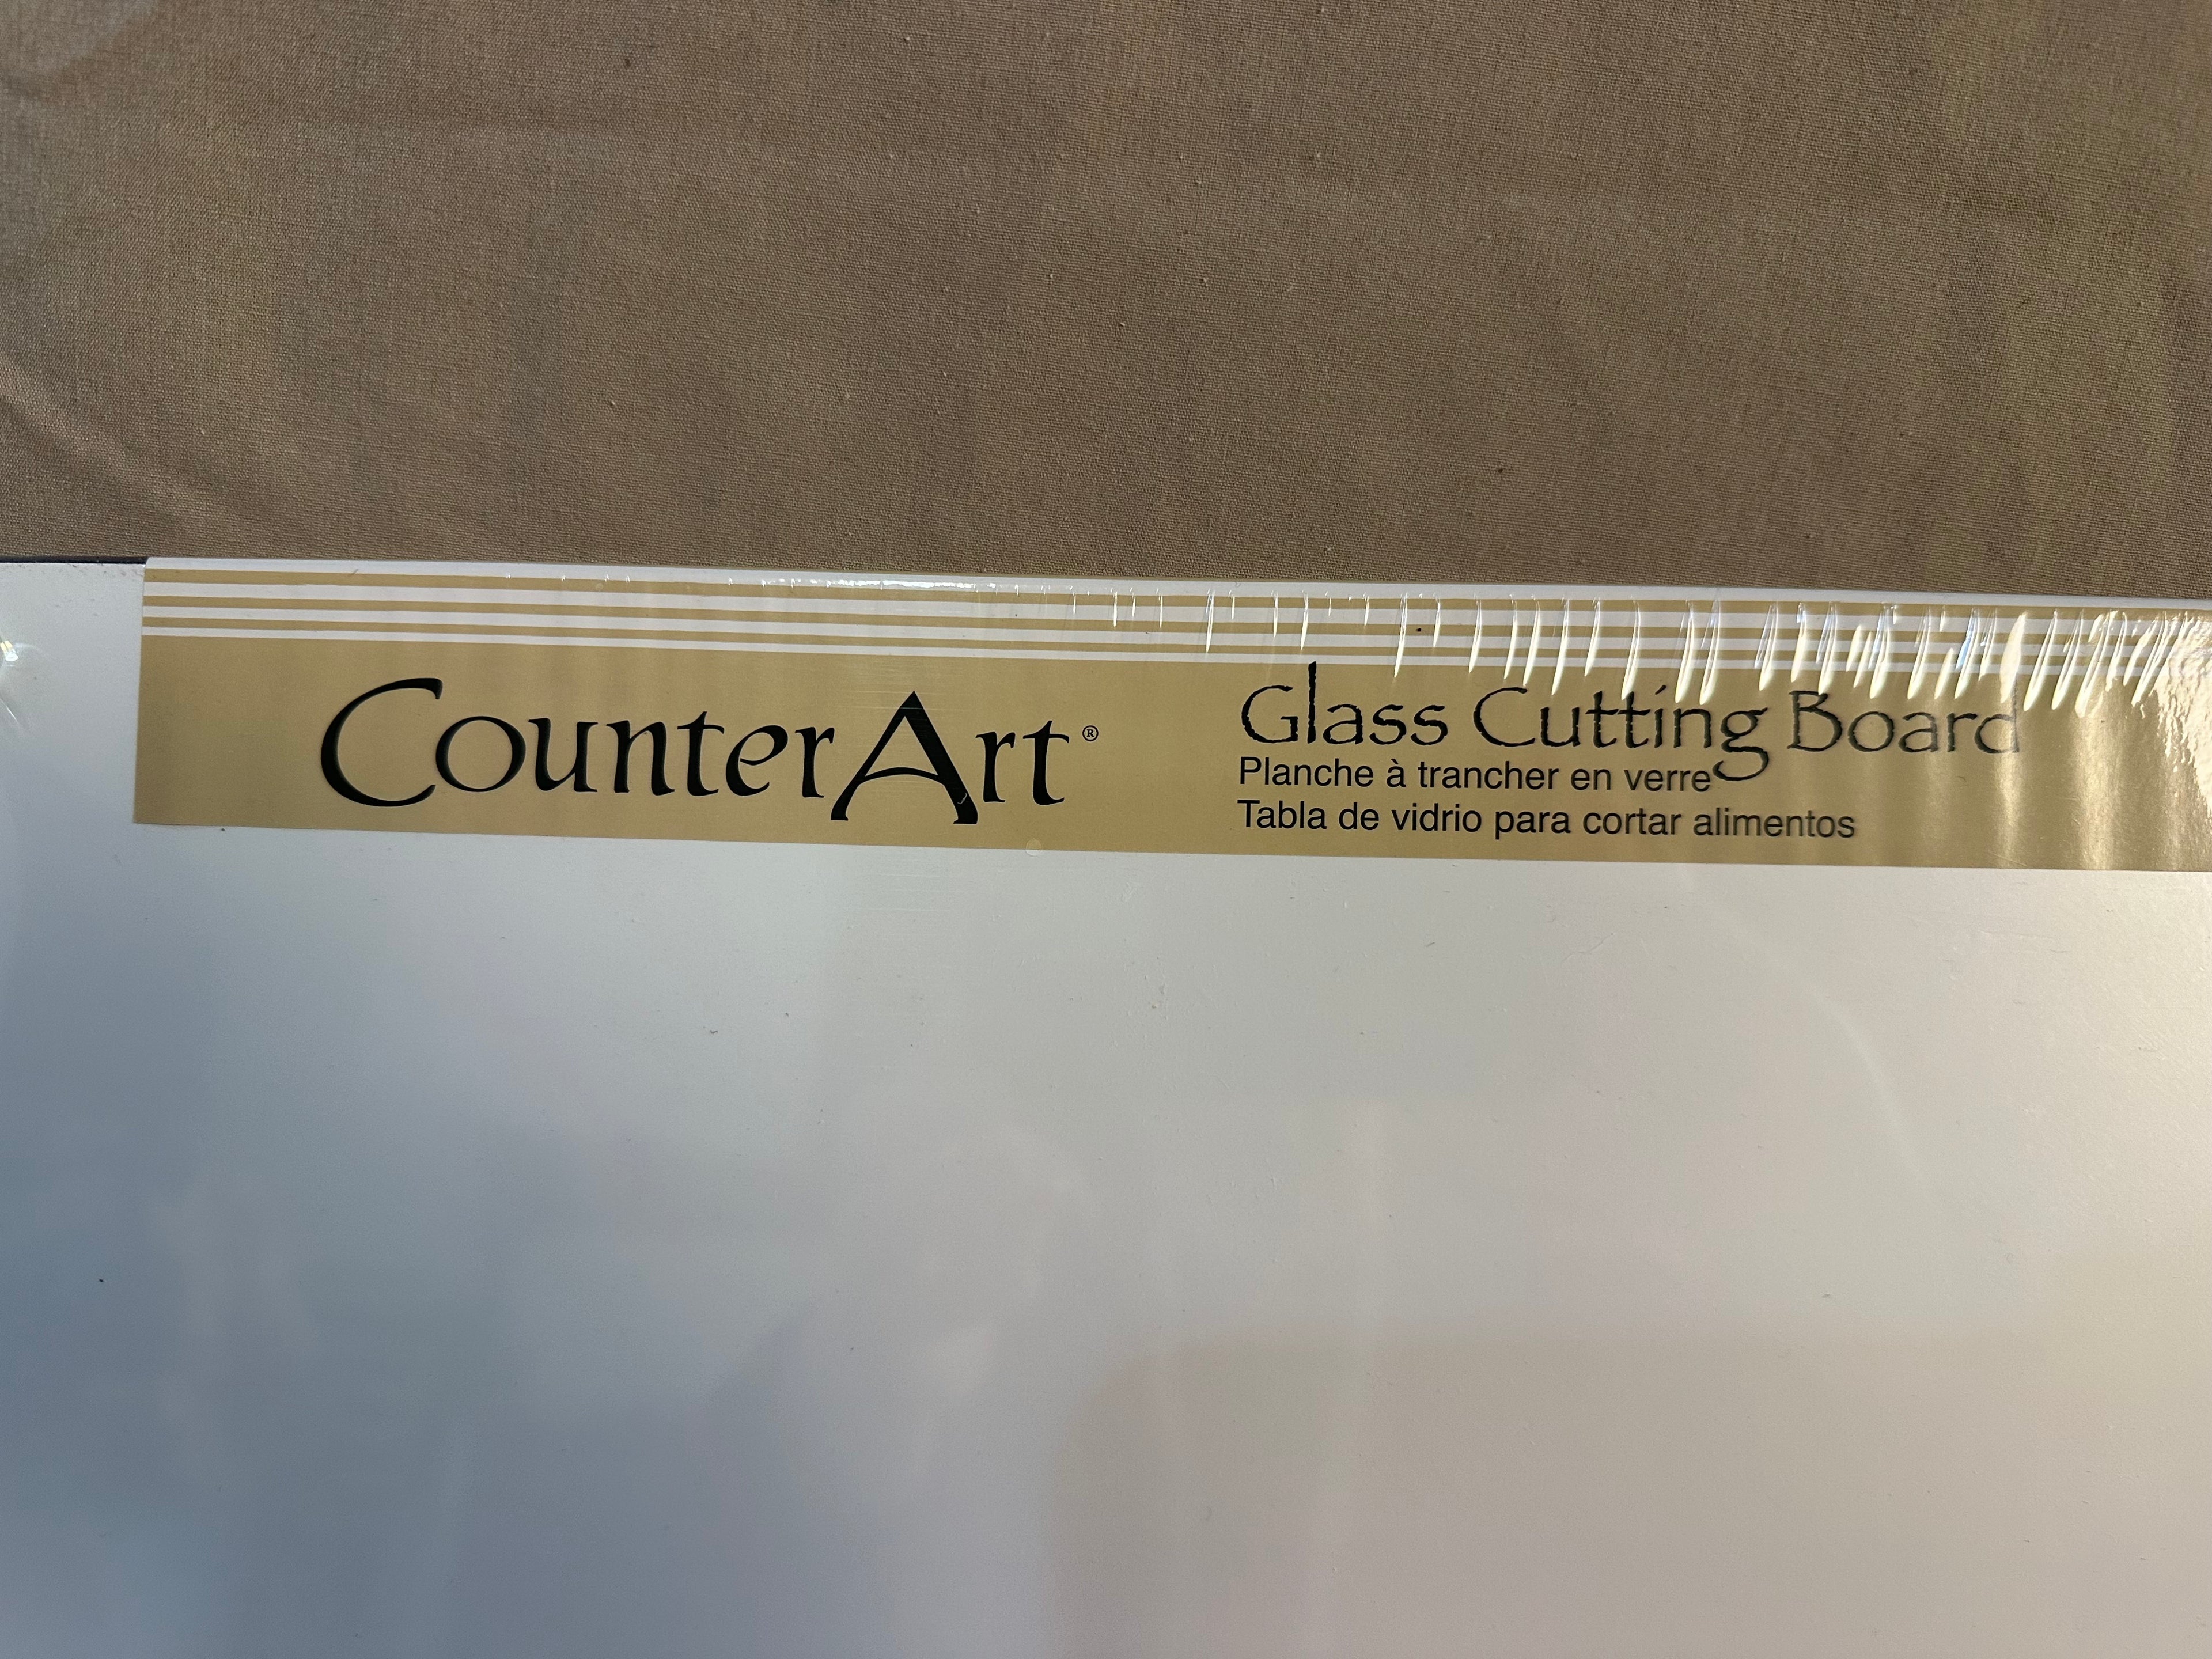 CounterArt®
Glass Cutting Board
Planche à trancher en verre
Tabla de vidrio para cortar alimentos